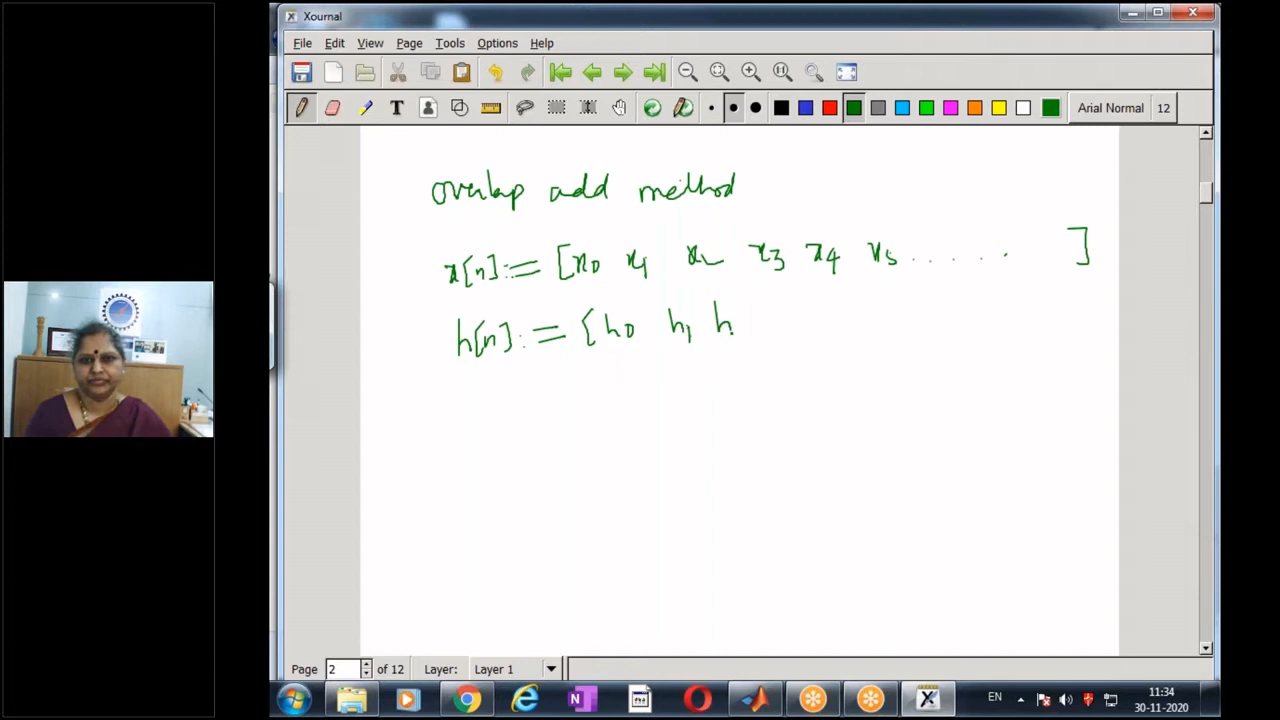 Xournal
File Edit View Page Tools Options Help
Arial Normal 12
overlap add method
x[n] := [x0 x1 x2 x3 x4 x5 . . . . . . ]
h[n] := {h0 h1 h
Page 2 of 12 Layer: Layer 1
EN 11:34
30-11-2020